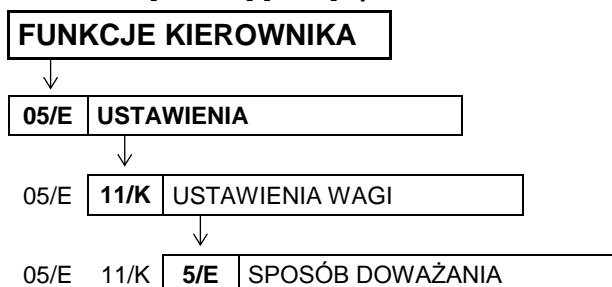 FUNKCJE KIEROWNIKA
05/E USTAWIENIA
05/E 11/K USTAWIENIA WAGI
05/E 11/K 5/E SPOSÓB DOWAŻANIA